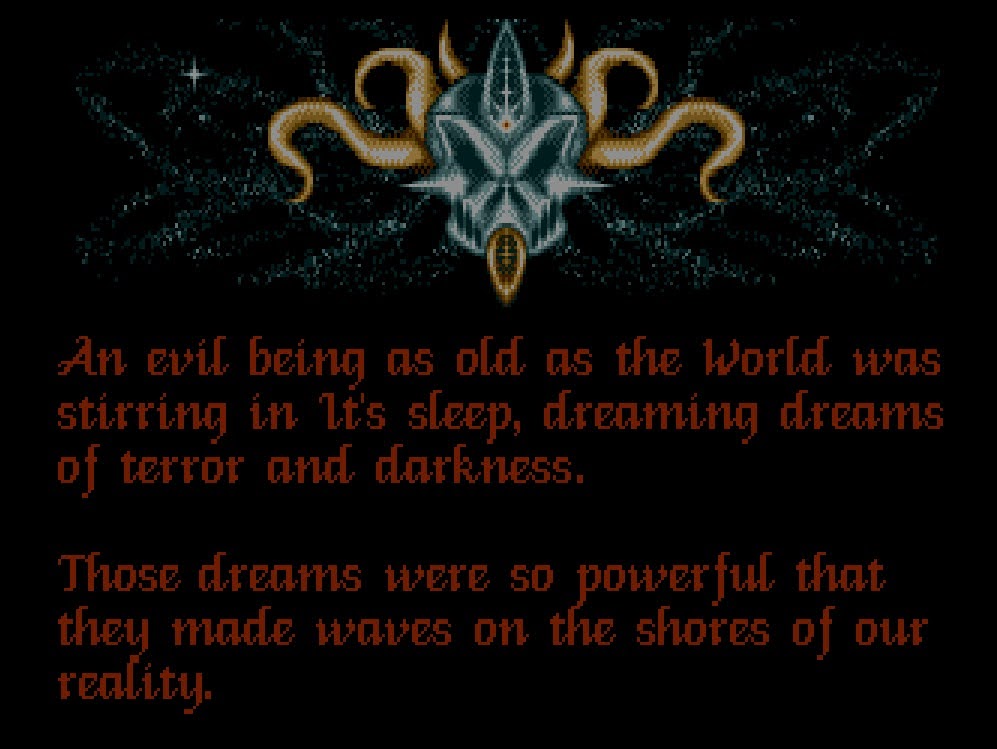 An evil being as old as the World was
stirring in It's sleep, dreaming dreams
of terror and darkness.
Those dreams were so powerful that
they made waves on the shores of our
reality.